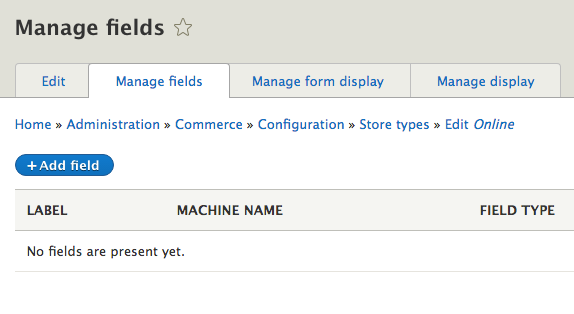 Manage fields
Edit Manage fields Manage form display Manage display
Home » Administration » Commerce » Configuration » Store types » Edit Online
+ Add field
LABEL MACHINE NAME FIELD TYPE
No fields are present yet.